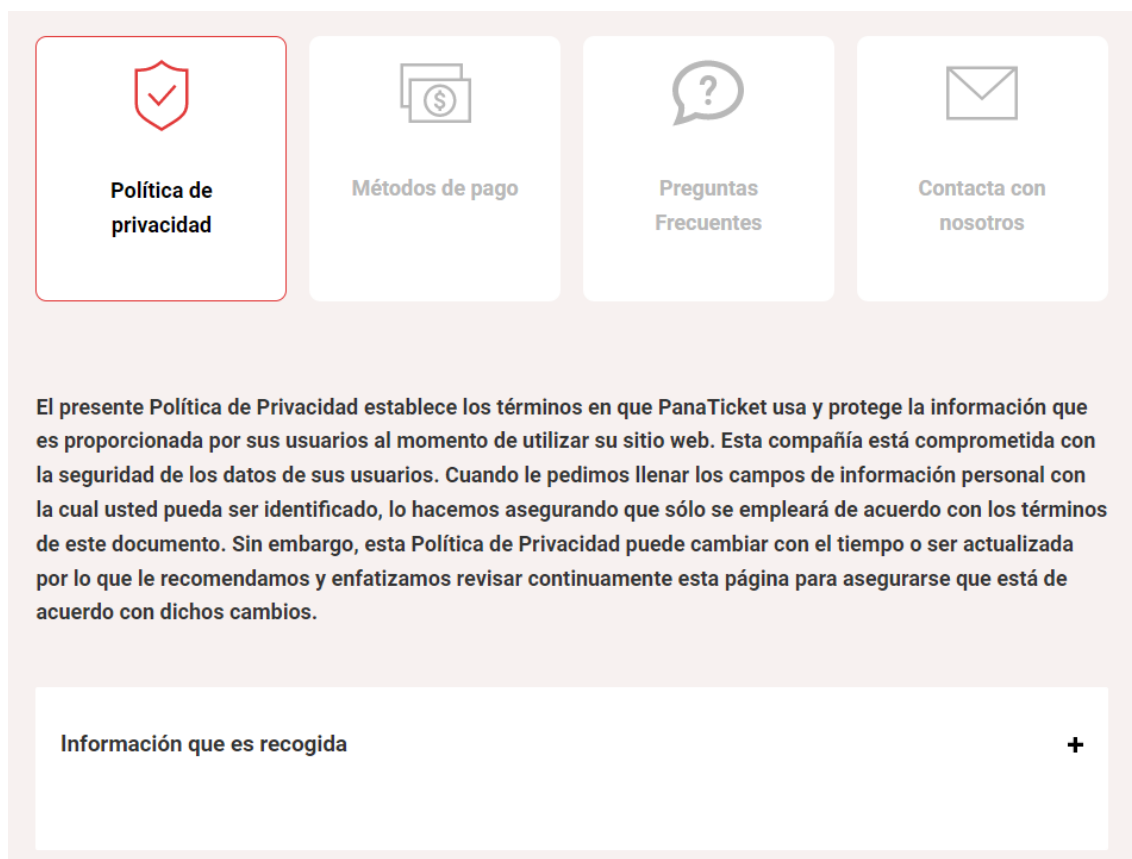 Política de
privacidad
Métodos de pago
Preguntas
Frecuentes
Contacta con
nosotros
El presente Política de Privacidad establece los términos en que PanaTicket usa y protege la información que
es proporcionada por sus usuarios al momento de utilizar su sitio web. Esta compañía está comprometida con
la seguridad de los datos de sus usuarios. Cuando le pedimos llenar los campos de información personal con
la cual usted pueda ser identificado, lo hacemos asegurando que sólo se empleará de acuerdo con los términos
de este documento. Sin embargo, esta Política de Privacidad puede cambiar con el tiempo o ser actualizada
por lo que le recomendamos y enfatizamos revisar continuamente esta página para asegurarse que está de
acuerdo con dichos cambios.
Información que es recogida